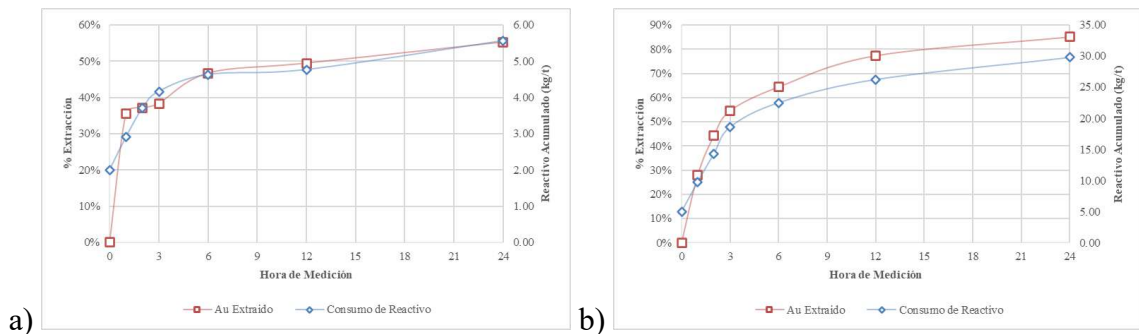 60% 6.00
50% 5.00
40% 4.00
30% 3.00
20% 2.00
10% 1.00
0% 0.00
0 3 6 9 12 15 18 21 24
% Extracción
Reactivo Acumulado (kg/t)
Hora de Medición
Au Extraido Consumo de Reactivo
a)
90% 35.00
80% 30.00
70% 25.00
60% 20.00
50% 15.00
40% 10.00
30% 5.00
20% 0.00
10%
0%
0 3 6 9 12 15 18 21 24
% Extracción
Reactivo Acumulado (kg/t)
Hora de Medición
Au Extraido Consumo de Reactivo
b)